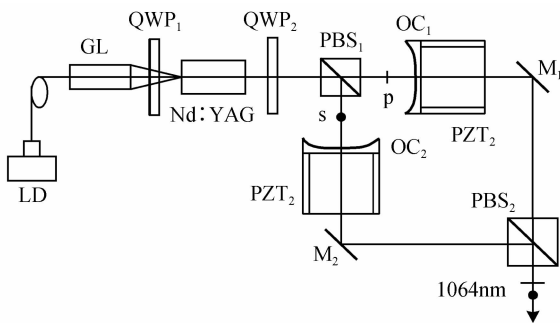 QWP₁
QWP₂
GL
PBS₁
OC₁
M₁
Nd:YAG
p
s
PZT₂
OC₂
LD
PZT₂
PBS₂
M₂
1064nm